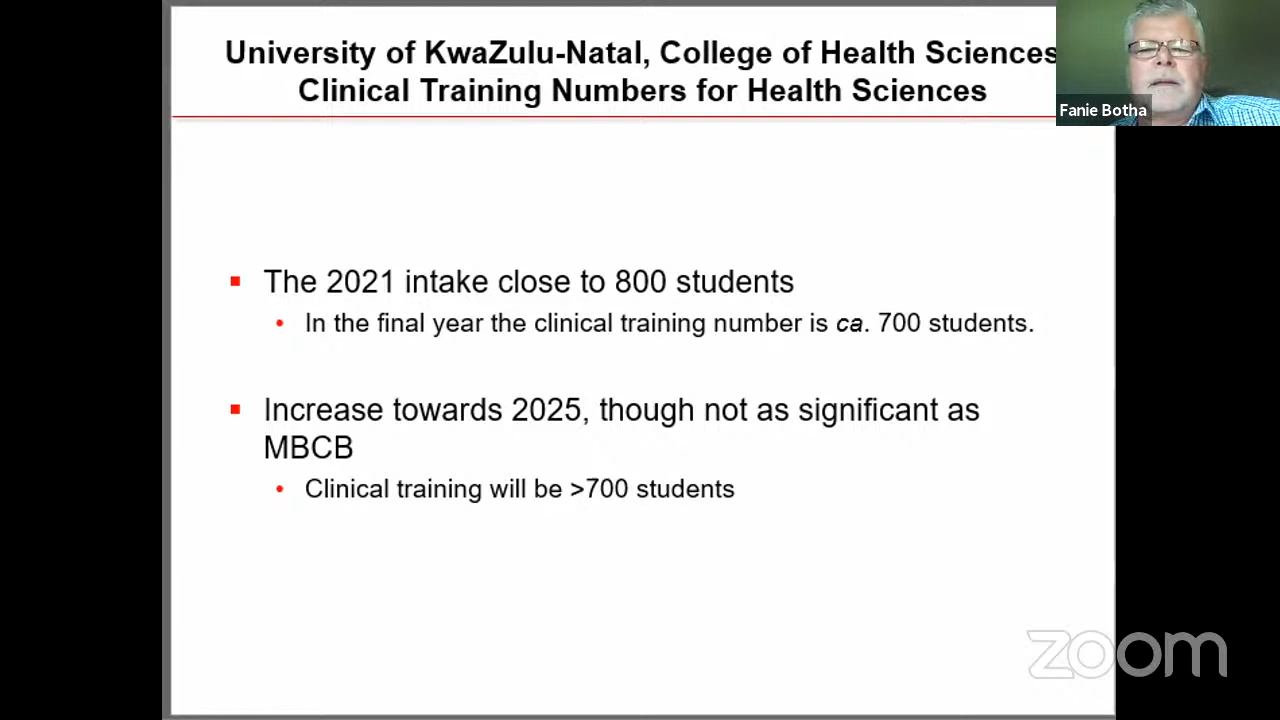 University of KwaZulu-Natal, College of Health Sciences
Clinical Training Numbers for Health Sciences
Fanie Botha
▪ The 2021 intake close to 800 students
• In the final year the clinical training number is ca. 700 students.
▪ Increase towards 2025, though not as significant as
MBCB
• Clinical training will be >700 students
zoom